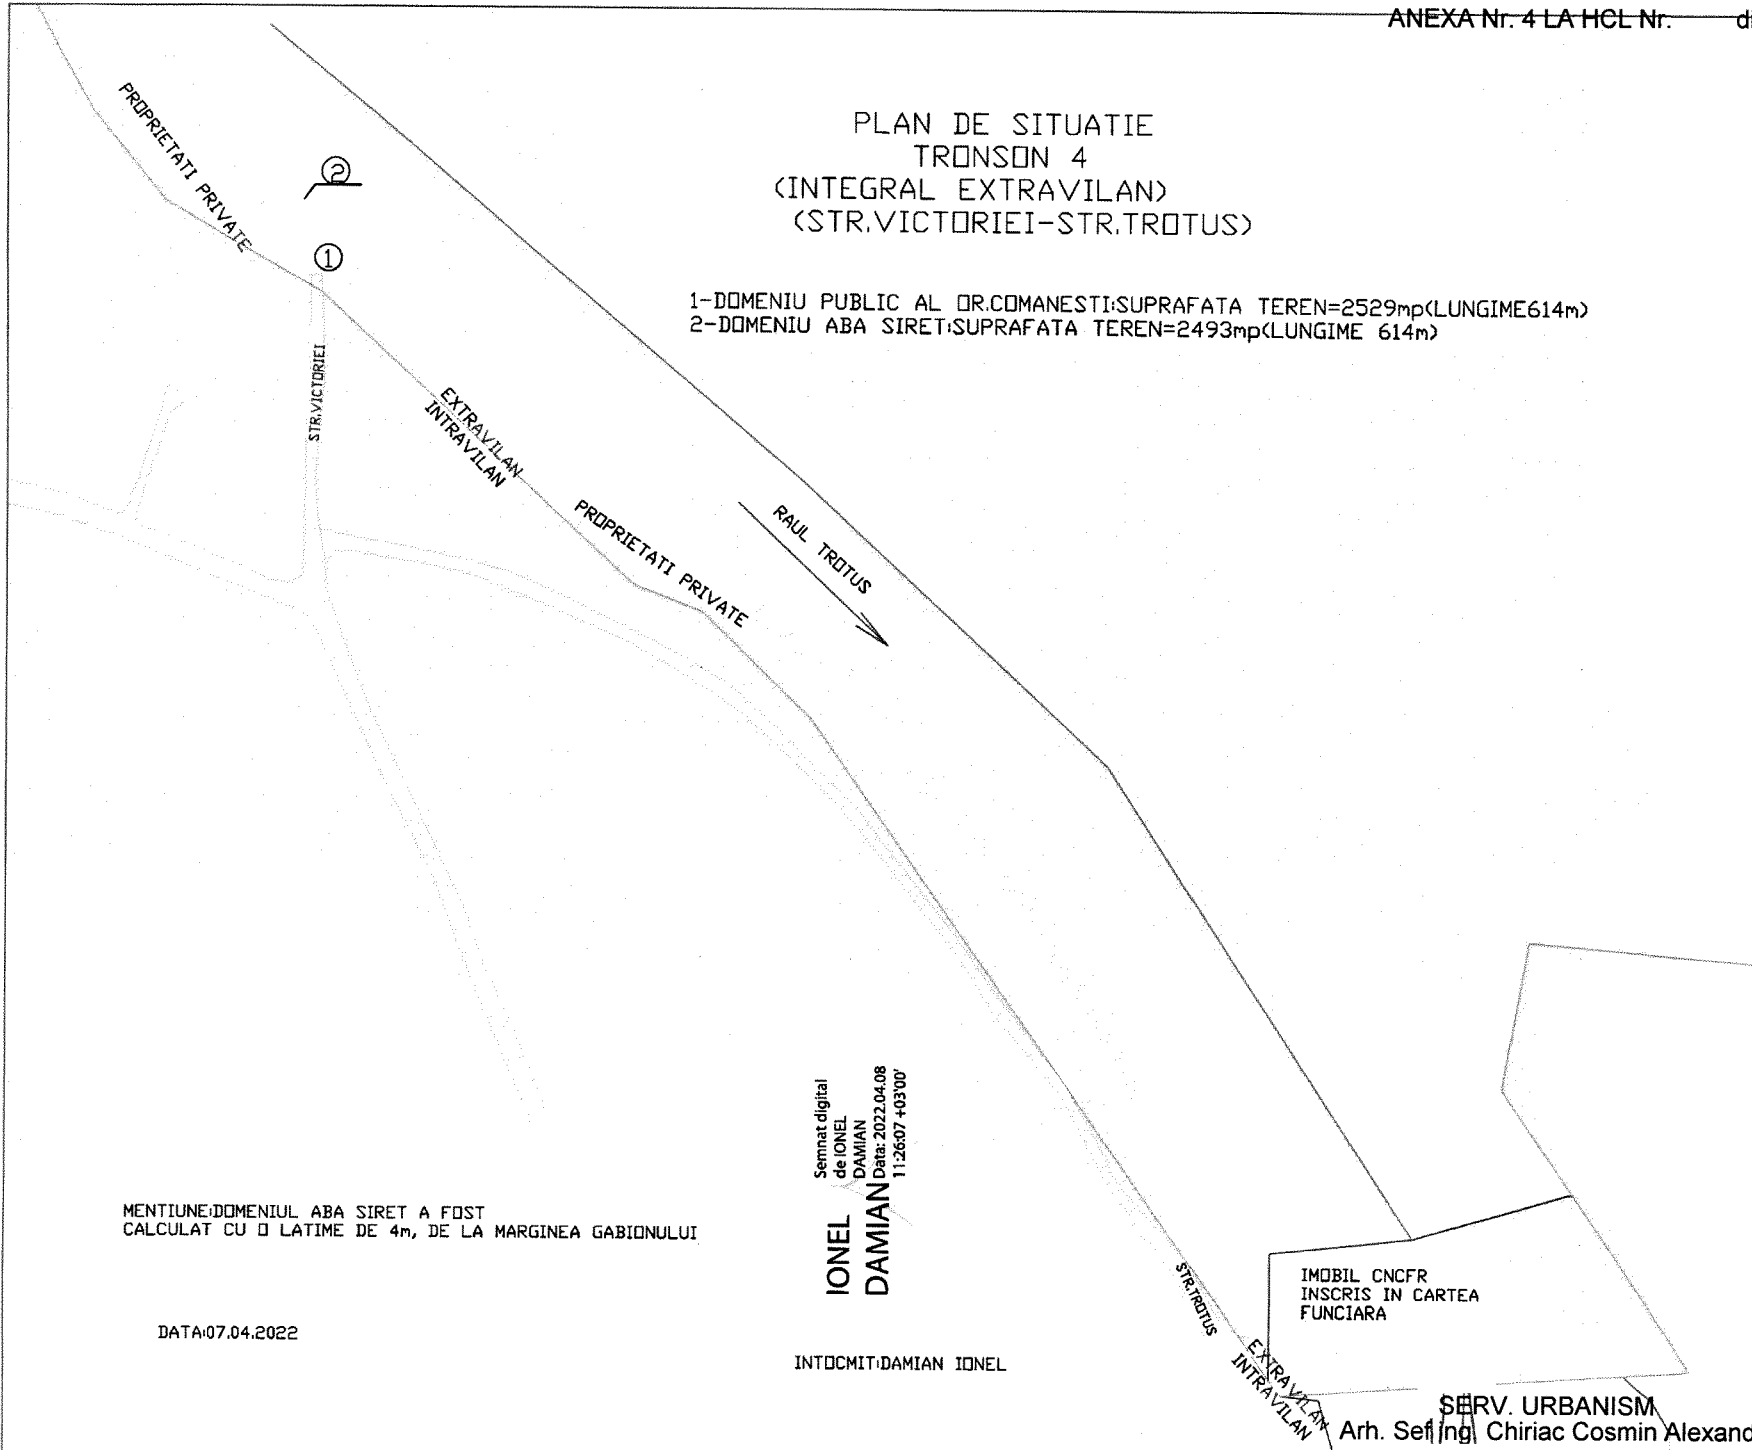 ANEXA Nr. 4 LA HCL Nr. di
PLAN DE SITUATIE
TRONSON 4
(INTEGRAL EXTRAVILAN)
(STR.VICTORIEI-STR.TROTUS)
1-DOMENIU PUBLIC AL OR.COMANESTI:SUPRAFATA TEREN=2529mp(LUNGIME614m)
2-DOMENIU ABA SIRET:SUPRAFATA TEREN=2493mp(LUNGIME 614m)
PROPRIETATI PRIVATE
2
1
STR.VICTORIEI
EXTRAVILAN
INTRAVILAN
PROPRIETATI PRIVATE
RAUL TROTUS
Semnat digital
de IONEL
DAMIAN
Data: 2022.04.08
11:26:07 +03'00'
IONEL
DAMIAN
MENTIUNE:DOMENIUL ABA SIRET A FOST
CALCULAT CU O LATIME DE 4m, DE LA MARGINEA GABIONULUI
DATA:07.04.2022
INTOCMIT:DAMIAN IONEL
STR.TROTUS
EXTRAVILAN
INTRAVILAN
IMOBIL CNCFR
INSCRIS IN CARTEA
FUNCIARA
SERV. URBANISM
Arh. Sef Ing Chiriac Cosmin Alexand